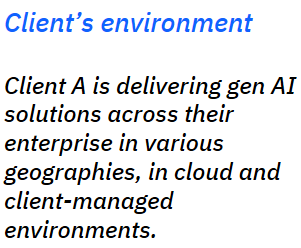 Client’s environment
Client A is delivering gen AI
solutions across their
enterprise in various
geographies, in cloud and
client-managed
environments.